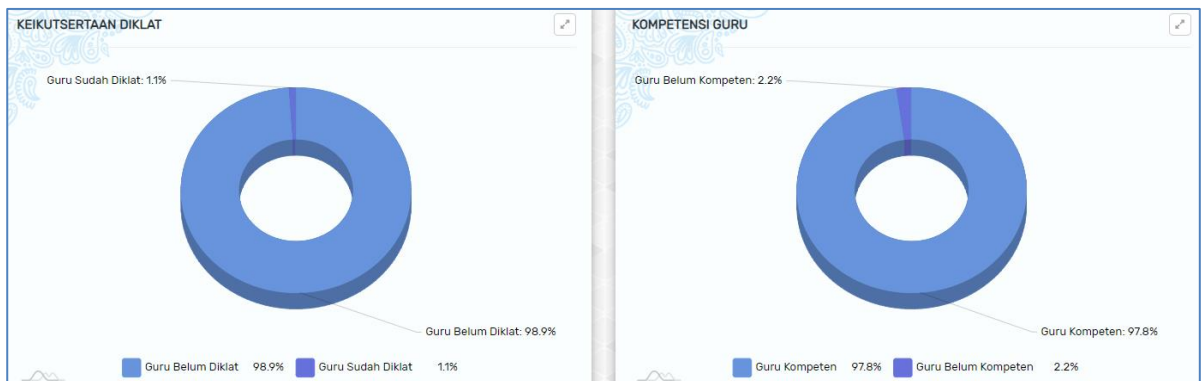 KEIKUTSERTAAN DIKLAT
Guru Sudah Diklat: 1.1%
Guru Belum Diklat: 98.9%
Guru Belum Diklat 98.9% Guru Sudah Diklat 1.1%
KOMPETENSI GURU
Guru Belum Kompeten: 2.2%
Guru Kompeten: 97.8%
Guru Kompeten 97.8% Guru Belum Kompeten 2.2%